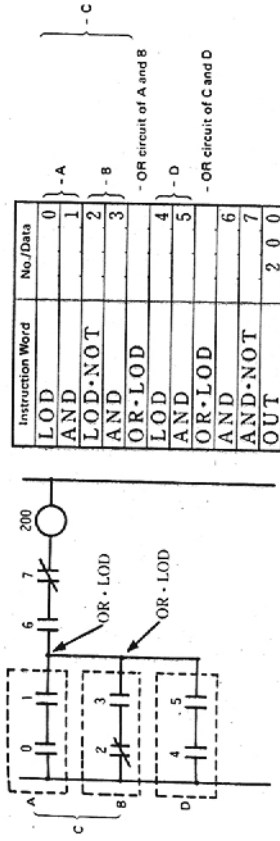 200
0 1 6 7
A
OR · LOD
C
2 3
B
OR · LOD
4 5
D
Instruction Word No./Data
LOD 0
AND 1
- A
LOD·NOT 2
AND 3
- B
- C
OR·LOD
- OR circuit of A and B
LOD 4
AND 5
- D
OR·LOD
- OR circuit of C and D
AND 6
AND·NOT 7
OUT 200